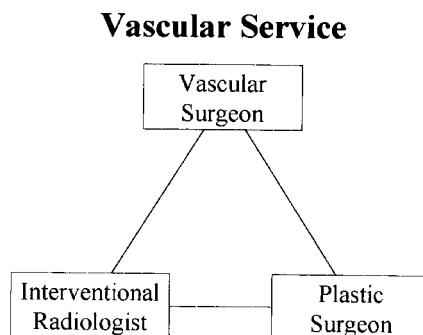 Vascular Service
Vascular
Surgeon
Interventional
Radiologist
Plastic
Surgeon